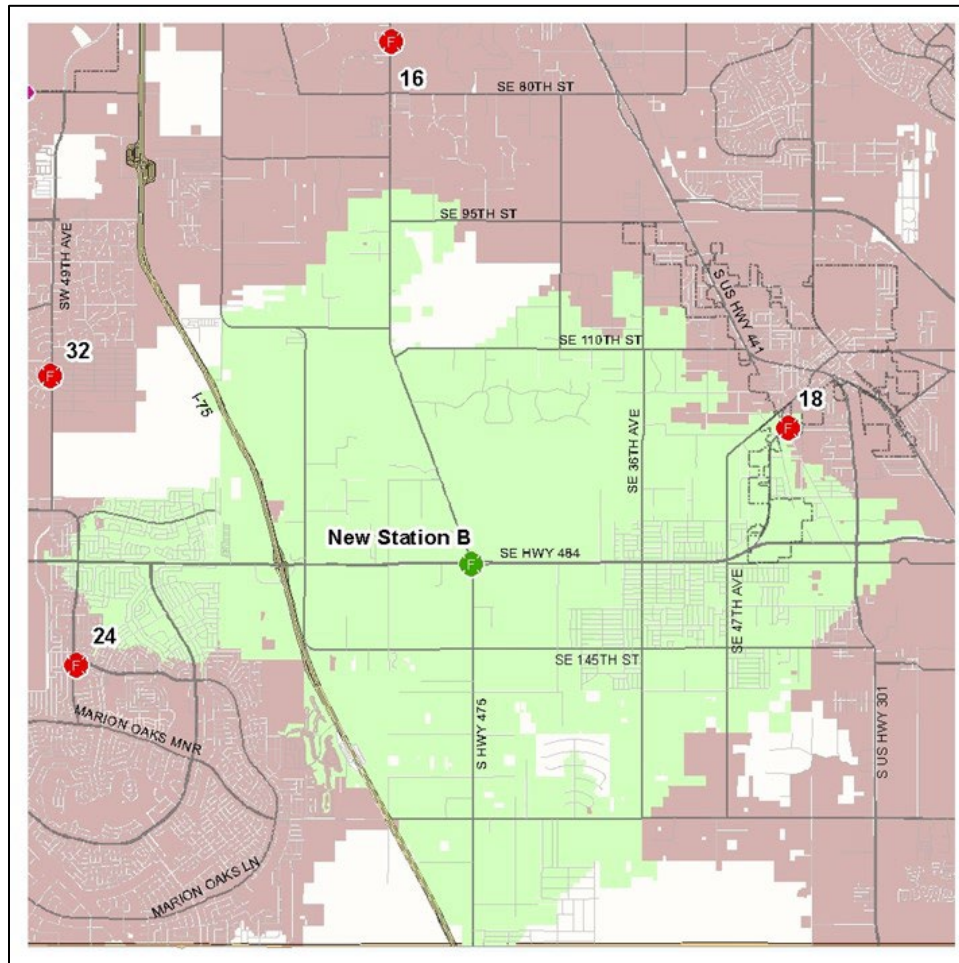 F
16
SE 80TH ST
SE 95TH ST
SW 49TH AVE
S US HWY 441
32
F
I-75
SE 110TH ST
SE 36TH AVE
18
F
New Station B
SE HWY 484
F
24
F
SE 47TH AVE
SE 145TH ST
MARION OAKS MNR
S HWY 475
S US HWY 301
MARION OAKS LN